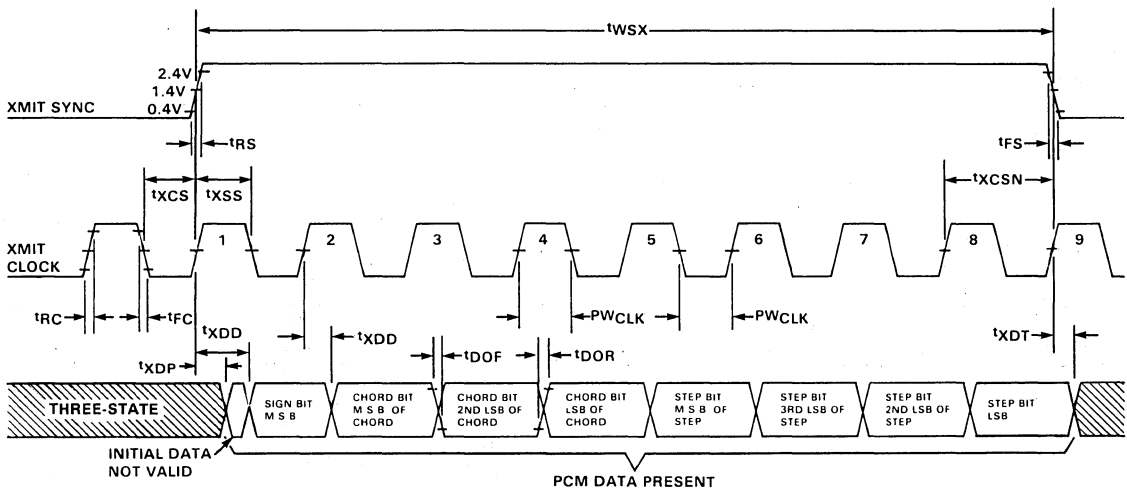 tWSX
2.4V
1.4V
0.4V
XMIT SYNC
tRS
tFS
tXCS
tXSS
tXCSN
XMIT
CLOCK
1
2
3
4
5
6
7
8
9
tRC
tFC
tXDD
tXDP
tXDD
tDOF
tDOR
PWCLK
PWCLK
tXDT
THREE-STATE
SIGN BIT
M S B
CHORD BIT
M S B OF
CHORD
CHORD BIT
2ND LSB OF
CHORD
CHORD BIT
LSB OF
CHORD
STEP BIT
M S B OF
STEP
STEP BIT
3RD LSB OF
STEP
STEP BIT
2ND LSB OF
STEP
STEP BIT
LSB
INITIAL DATA
NOT VALID
PCM DATA PRESENT